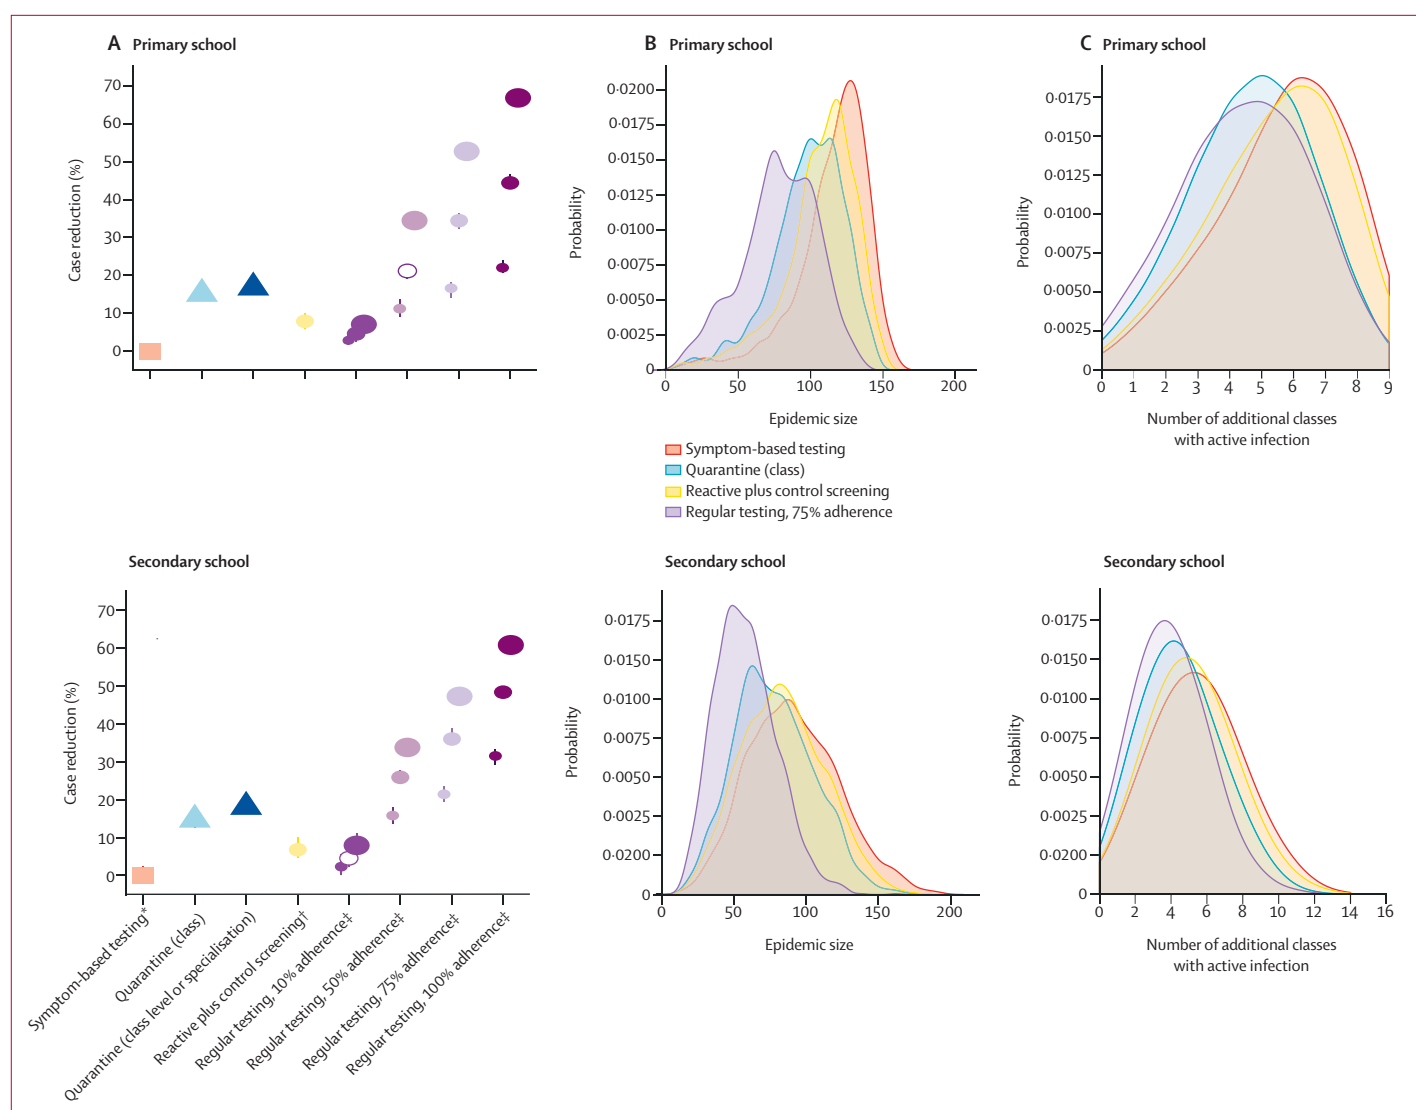 A Primary school
70
60
50
40
30
20
10
0
Case reduction (%)
B Primary school
0·0200
0·0175
0·0150
0·0125
0·0100
0·0075
0·0050
0·0025
0
Probability
0 50 100 150 200
Epidemic size
Symptom-based testing
Quarantine (class)
Reactive plus control screening
Regular testing, 75% adherence
C Primary school
0·0175
0·0150
0·0175
0·0100
0·0075
0·0050
0·0025
0
Probability
0 1 2 3 4 5 6 7 8 9
Number of additional classes
with active infection
Secondary school
70
60
50
40
30
20
10
0
Case reduction (%)
Symptom-based testing*
Quarantine (class)
Quarantine (class level or specialisation)
Reactive plus control screening†
Regular testing, 10% adherence‡
Regular testing, 50% adherence‡
Regular testing, 75% adherence‡
Regular testing, 100% adherence‡
Secondary school
0·0175
0·0150
0·0100
0·0075
0·0050
0·0025
0·0200
0
Probability
0 50 100 150 200
Epidemic size
Secondary school
0·0175
0·0150
0·0100
0·0075
0·0050
0·0025
0·0200
0
Probability
0 2 4 6 8 10 12 14 16
Number of additional classes
with active infection